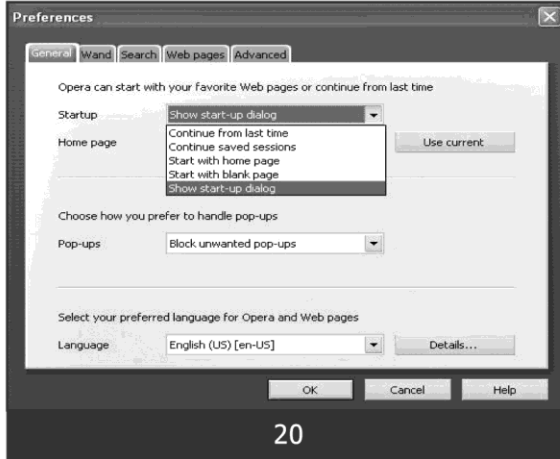 Preferences
General Wand Search Web pages Advanced
Opera can start with your favorite Web pages or continue from last time
Startup Show start-up dialog
Continue from last time
Home page Use current
Continue saved sessions
Start with home page
Start with blank page
Show start-up dialog
Choose how you prefer to handle pop-ups
Pop-ups Block unwanted pop-ups
Select your preferred language for Opera and Web pages
Language English (US) [en-US] Details...
OK Cancel Help
20